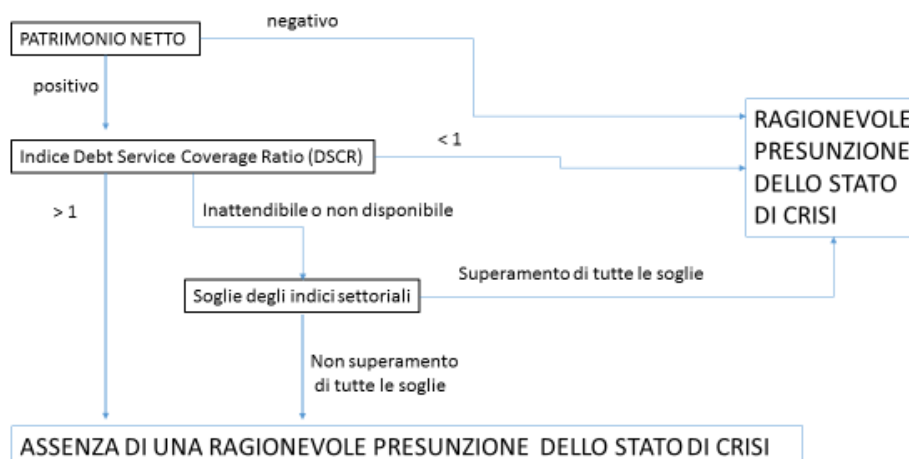 negativo
PATRIMONIO NETTO
positivo
RAGIONEVOLE
PRESUNZIONE
DELLO STATO
DI CRISI
< 1
Indice Debt Service Coverage Ratio (DSCR)
> 1
Inattendibile o non disponibile
Superamento di tutte le soglie
Soglie degli indici settoriali
Non superamento
di tutte le soglie
ASSENZA DI UNA RAGIONEVOLE PRESUNZIONE DELLO STATO DI CRISI